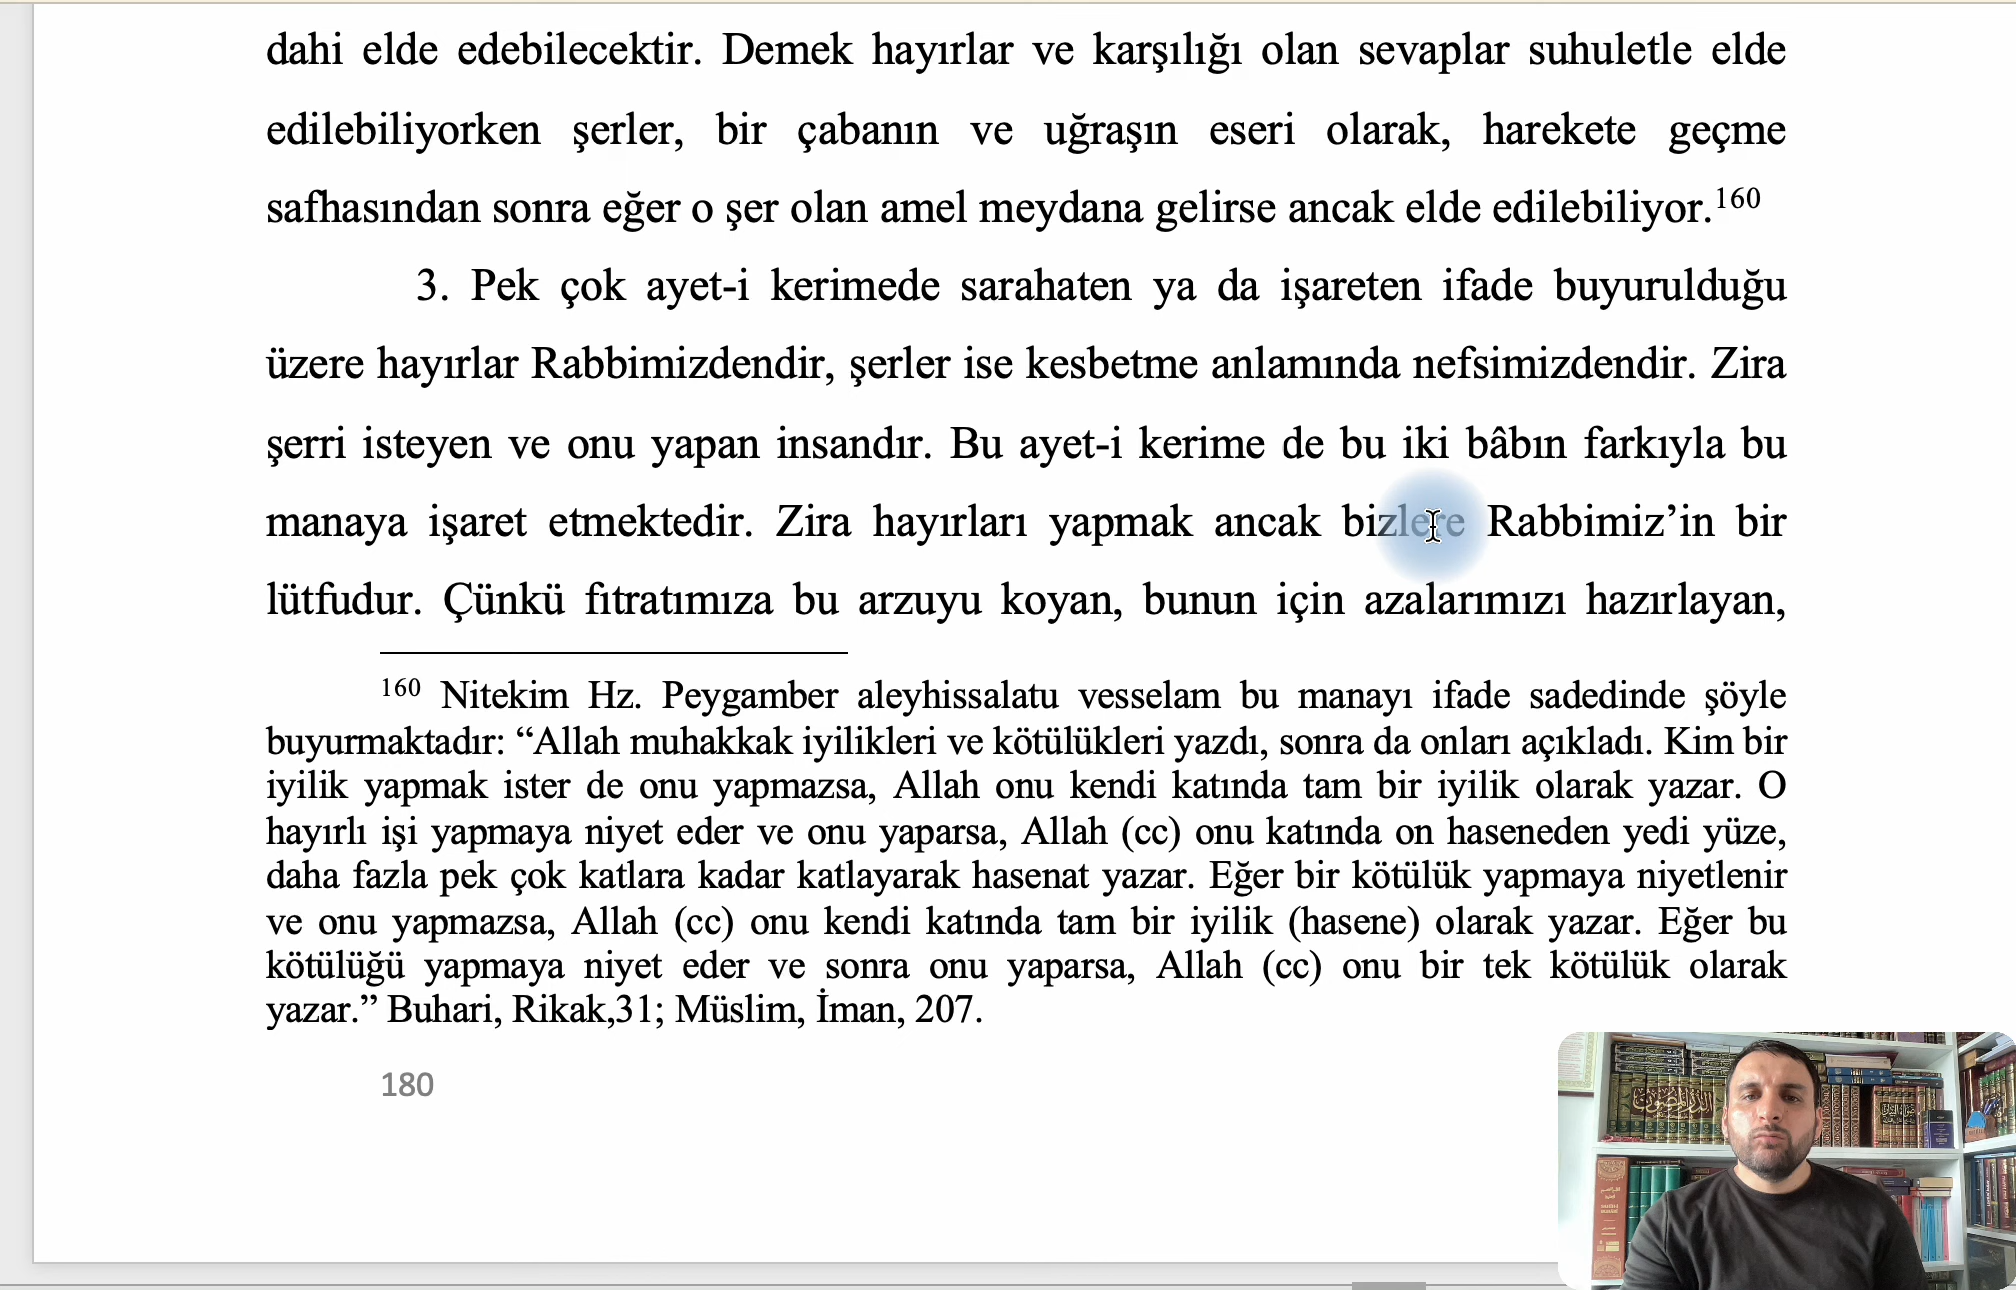 dahi elde edebilecektir. Demek hayırlar ve karşılığı olan sevaplar suhuletle elde
edilebiliyorken şerler, bir çabanın ve uğraşın eseri olarak, harekete geçme
safhasından sonra eğer o şer olan amel meydana gelirse ancak elde edilebiliyor.160
3. Pek çok ayet-i kerimede sarahaten ya da işareten ifade buyurulduğu
üzere hayırlar Rabbimizdendir, şerler ise kesbetme anlamında nefsimizdendir. Zira
şerri isteyen ve onu yapan insandır. Bu ayet-i kerime de bu iki bâbın farkıyla bu
manaya işaret etmektedir. Zira hayırları yapmak ancak bizlere Rabbimiz’in bir
lütfudur. Çünkü fıtratımıza bu arzuyu koyan, bunun için azalarımızı hazırlayan,
160 Nitekim Hz. Peygamber aleyhissalatu vesselam bu manayı ifade sadedinde şöyle
buyurmaktadır: “Allah muhakkak iyilikleri ve kötülükleri yazdı, sonra da onları açıkladı. Kim bir
iyilik yapmak ister de onu yapmazsa, Allah onu kendi katında tam bir iyilik olarak yazar. O
hayırlı işi yapmaya niyet eder ve onu yaparsa, Allah (cc) onu katında on haseneden yedi yüze,
daha fazla pek çok katlara kadar katlayarak hasenat yazar. Eğer bir kötülük yapmaya niyetlenir
ve onu yapmazsa, Allah (cc) onu kendi katında tam bir iyilik (hasene) olarak yazar. Eğer bu
kötülüğü yapmaya niyet eder ve sonra onu yaparsa, Allah (cc) onu bir tek kötülük olarak
yazar.” Buhari, Rikak,31; Müslim, İman, 207.
180
الدر المصون